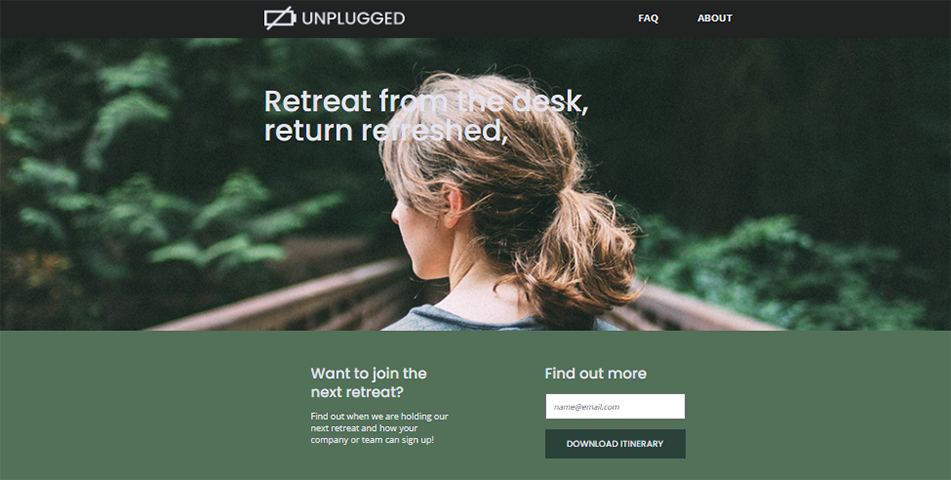 UNPLUGGED
FAQ
ABOUT
Retreat from the desk,
return refreshed,
Want to join the
next retreat?
Find out when we are holding our
next retreat and how your
company or team can sign up!
Find out more
name@email.com
DOWNLOAD ITINERARY